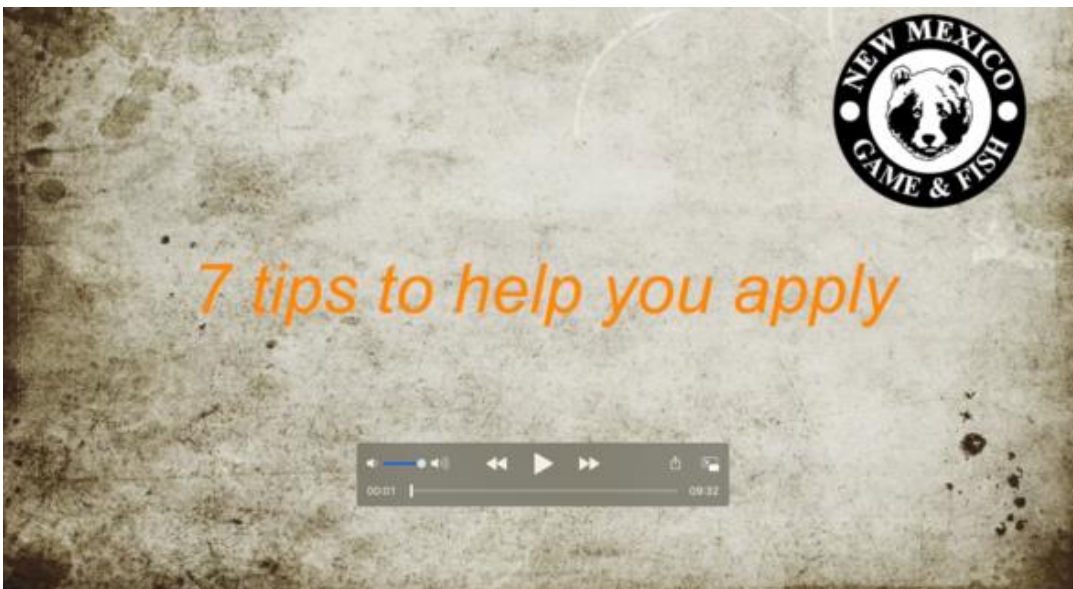 NEW MEXICO
GAME & FISH
7 tips to help you apply
00:01
09:32